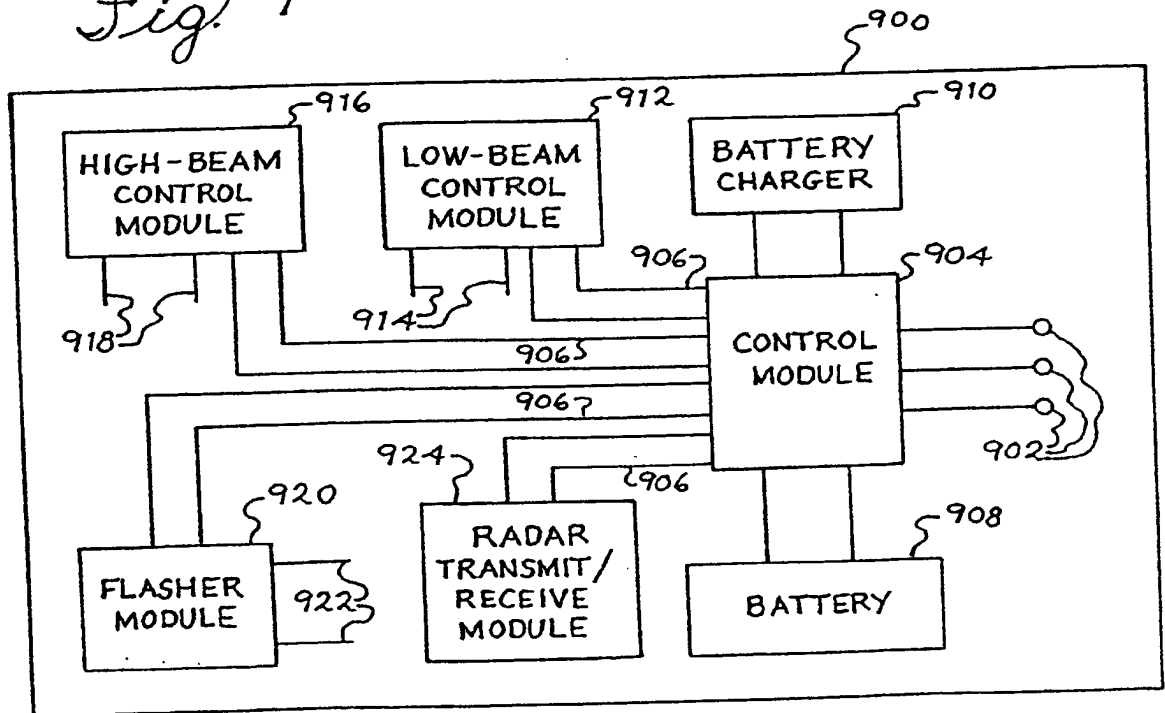 Fig.
900
916
912
910
HIGH-BEAM
CONTROL
MODULE
LOW-BEAM
CONTROL
MODULE
BATTERY
CHARGER
906
904
918
914
906
CONTROL
MODULE
906
902
924
906
920
908
FLASHER
MODULE
922
RADAR
TRANSMIT/
RECEIVE
MODULE
BATTERY